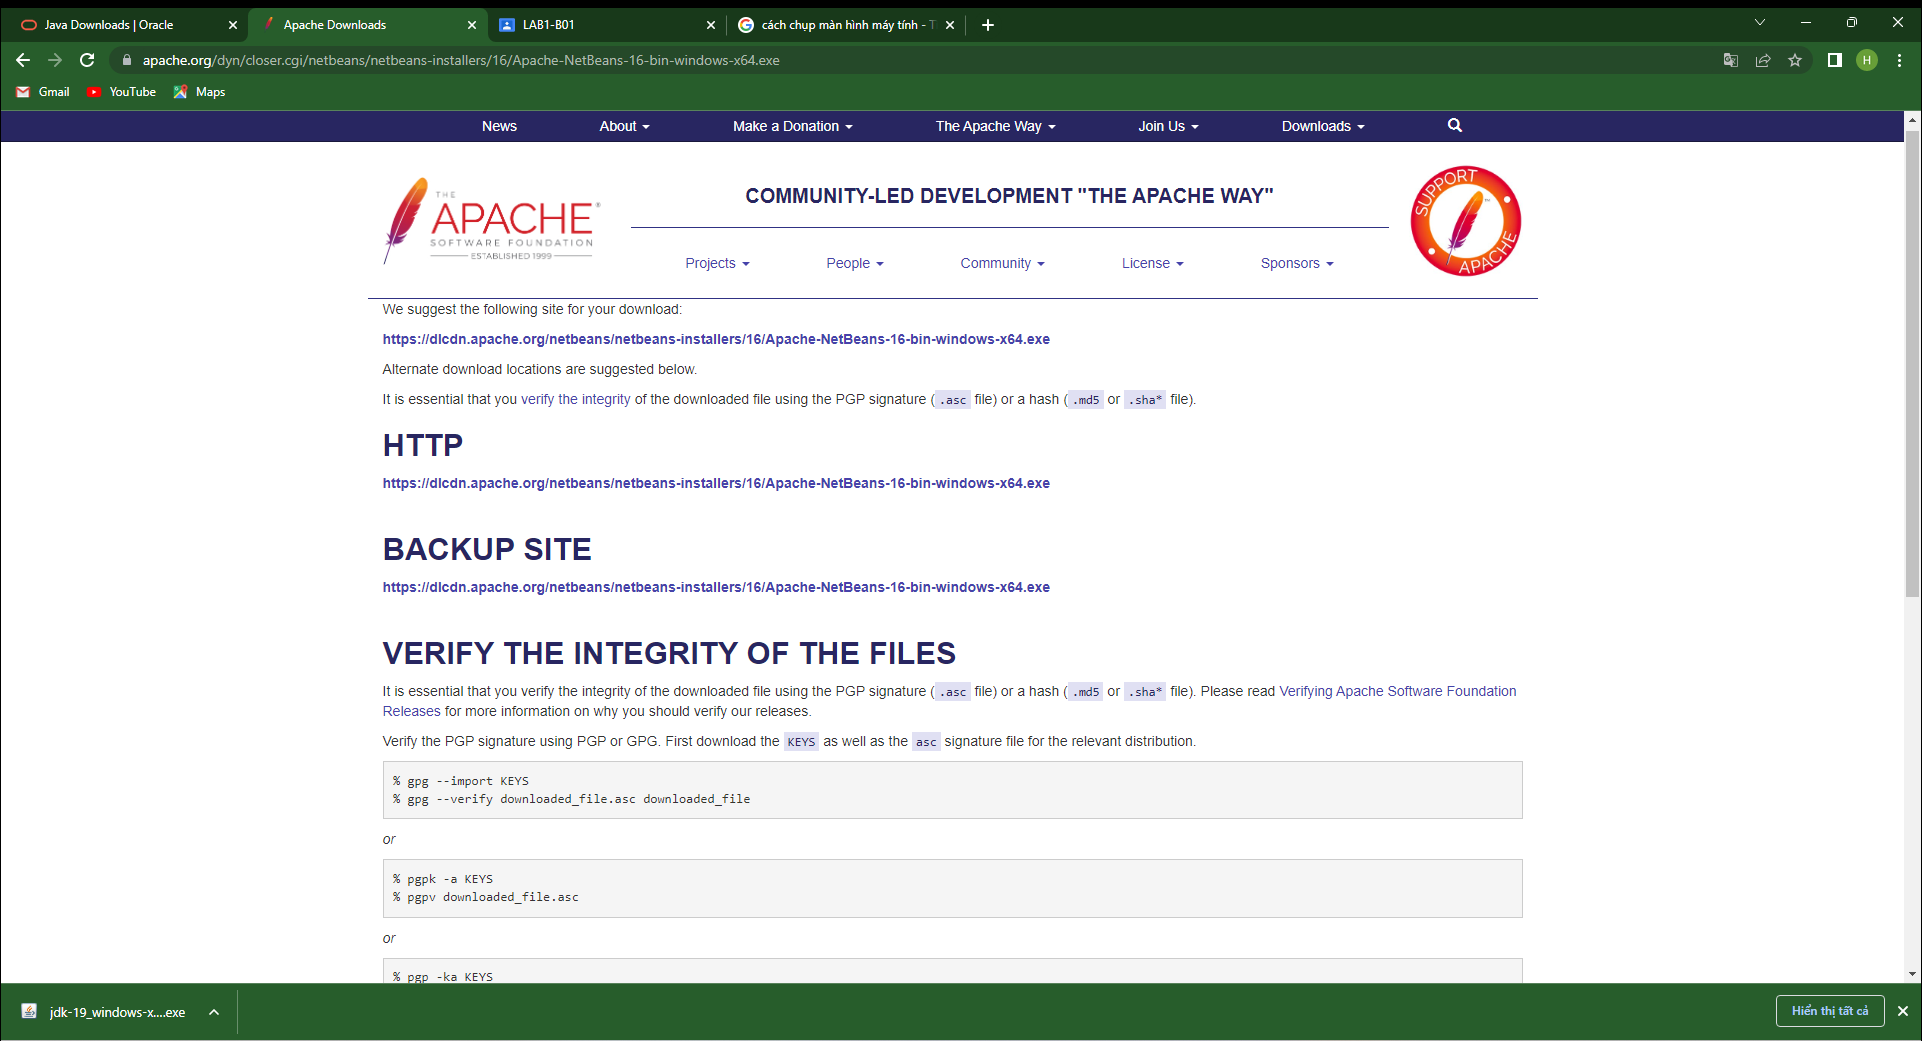 Java Downloads | Oracle
Apache Downloads
LAB1-B01
cách chụp màn hình máy tính - T
apache.org/dyn/closer.cgi/netbeans/netbeans-installers/16/Apache-NetBeans-16-bin-windows-x64.exe
H
Gmail YouTube Maps
News About Make a Donation The Apache Way Join Us Downloads
THE
APACHE®
SOFTWARE FOUNDATION
ESTABLISHED 1999
COMMUNITY-LED DEVELOPMENT "THE APACHE WAY"
SUPPORT
APACHE
Projects People Community License Sponsors
We suggest the following site for your download:
https://dlcdn.apache.org/netbeans/netbeans-installers/16/Apache-NetBeans-16-bin-windows-x64.exe
Alternate download locations are suggested below.
It is essential that you verify the integrity of the downloaded file using the PGP signature (.asc file) or a hash (.md5 or .sha* file).
HTTP
https://dlcdn.apache.org/netbeans/netbeans-installers/16/Apache-NetBeans-16-bin-windows-x64.exe
BACKUP SITE
https://dlcdn.apache.org/netbeans/netbeans-installers/16/Apache-NetBeans-16-bin-windows-x64.exe
VERIFY THE INTEGRITY OF THE FILES
It is essential that you verify the integrity of the downloaded file using the PGP signature (.asc file) or a hash (.md5 or .sha* file). Please read Verifying Apache Software Foundation
Releases for more information on why you should verify our releases.
Verify the PGP signature using PGP or GPG. First download the KEYS as well as the asc signature file for the relevant distribution.
% gpg --import KEYS
% gpg --verify downloaded_file.asc downloaded_file
or
% pgpk -a KEYS
% pgpv downloaded_file.asc
or
% pgp -ka KEYS
jdk-19_windows-x....exe
Hiển thị tất cả